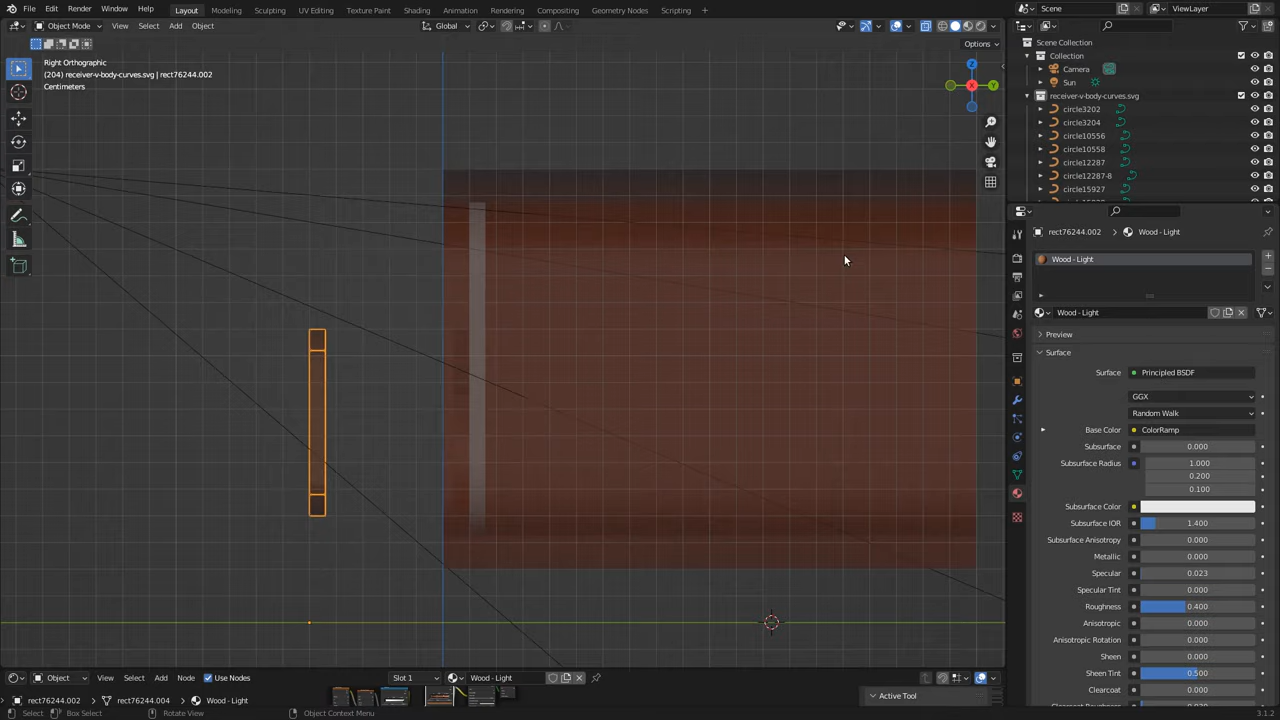 File Edit Render Window Help
Layout Modeling Sculpting UV Editing Texture Paint Shading Animation Rendering Compositing Geometry Nodes Scripting
Scene
ViewLayer
Object Mode View Select Add Object
Global
Options
Right Orthographic
(204) receiver-v-body-curves.svg | rect76244.002
Centimeters
Z
X
Y
Scene Collection
Collection
Camera
Sun
receiver-v-body-curves.svg
circle3202
circle3204
circle10556
circle10558
circle12287
circle12287-8
circle15927
rect76244.002
Wood - Light
Wood - Light
Wood - Light
Preview
Surface
Surface Principled BSDF
GGX
Random Walk
Base Color ColorRamp
Subsurface 0.000
Subsurface Radius 1.000
0.200
0.100
Subsurface Color
Subsurface IOR 1.400
Subsurface Anisotropy 0.000
Metallic 0.000
Specular 0.023
Specular Tint 0.000
Roughness 0.400
Anisotropic 0.000
Anisotropic Rotation 0.000
Sheen 0.000
Sheen Tint 0.500
Clearcoat 0.000
Object View Select Add Node Use Nodes
Slot 1
Wood - Light
rect76244.002 rect76244.004 Wood - Light
Active Tool
Select Box Select Rotate View Object Context Menu
3.1.2